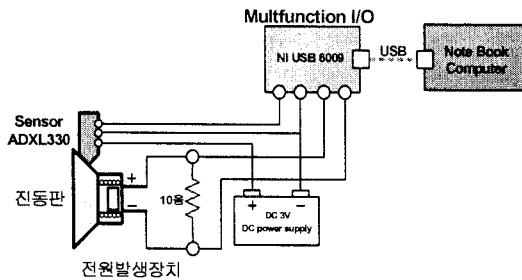 Multfunction I/O
NI USB 6009
USB
Note Book
Computer
Sensor
ADXL330
+
−
진동판
10옴
+ −
DC 3V
DC power supply
전원발생장치